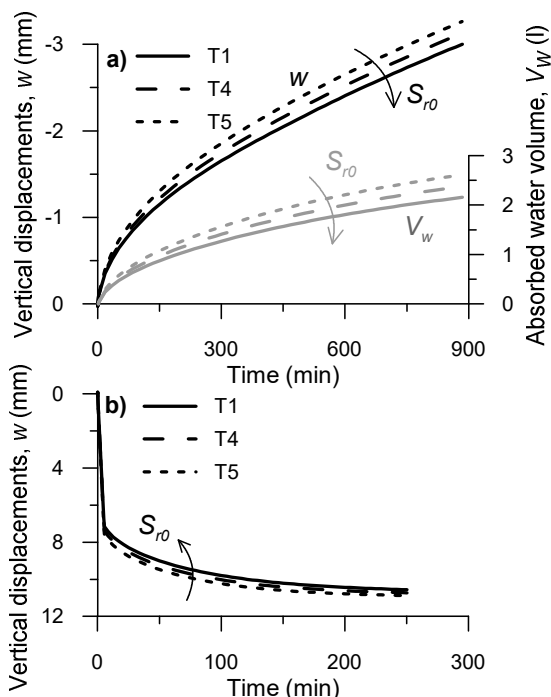 Vertical displacements, w (mm)
-3
-2
-1
0
a)
T1
T4
T5
w
Sr0
Sr0
Vw
3
2
1
0
Absorbed water volume, VW (l)
0 300 600 900
Time (min)
Vertical displacements, w (mm)
0
4
8
12
b)
T1
T4
T5
Sr0
0 100 200 300
Time (min)